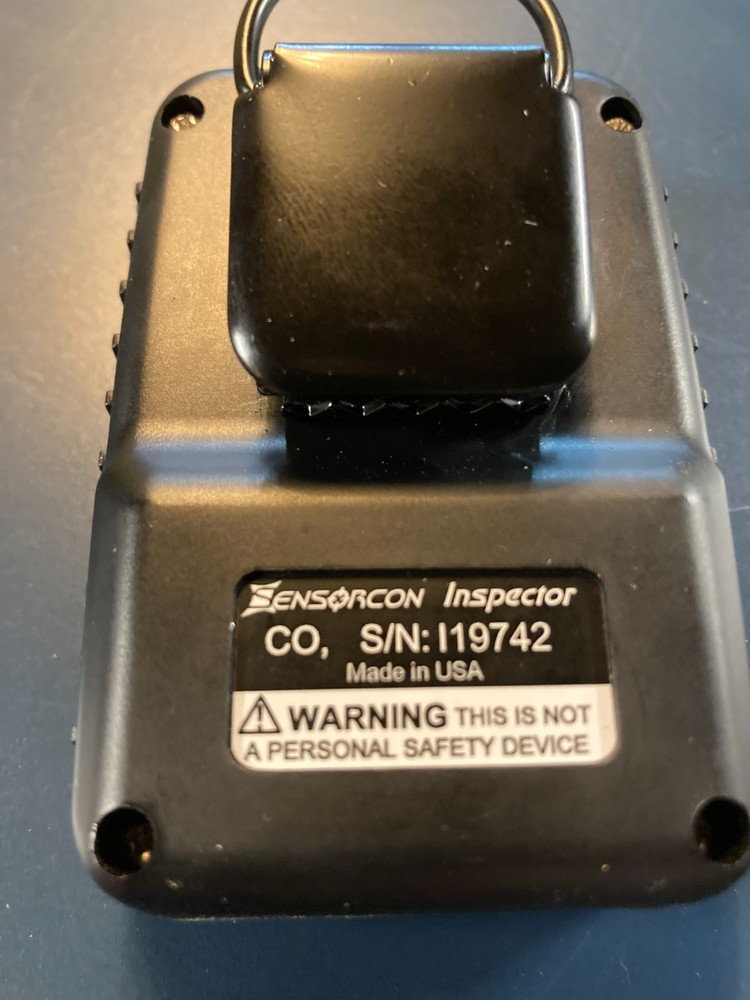 SENSORCON Inspector
CO, S/N: I19742
Made in USA
WARNING THIS IS NOT
A PERSONAL SAFETY DEVICE